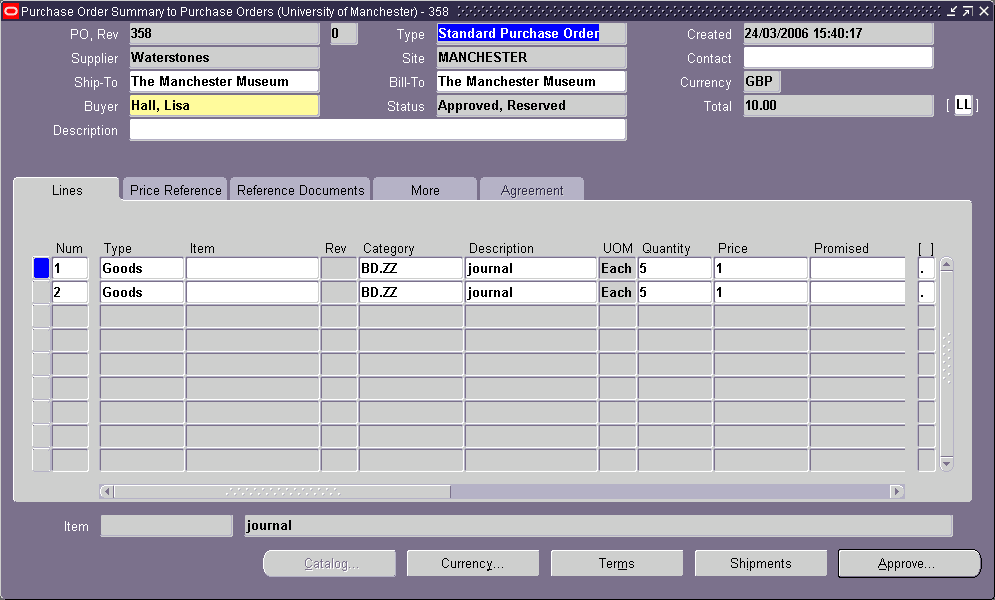 Purchase Order Summary to Purchase Orders (University of Manchester) - 358
PO, Rev 358 0 Type Standard Purchase Order Created 24/03/2006 15:40:17
Supplier Waterstones Site MANCHESTER Contact
Ship-To The Manchester Museum Bill-To The Manchester Museum Currency GBP
Buyer Hall, Lisa Status Approved, Reserved Total 10.00 [ LL ]
Description
Lines Price Reference Reference Documents More Agreement
Num Type Item Rev Category Description UOM Quantity Price Promised [ ]
1 Goods BD.ZZ journal Each 5 1 .
2 Goods BD.ZZ journal Each 5 1 .
Item journal
Catalog... Currency... Terms Shipments Approve...